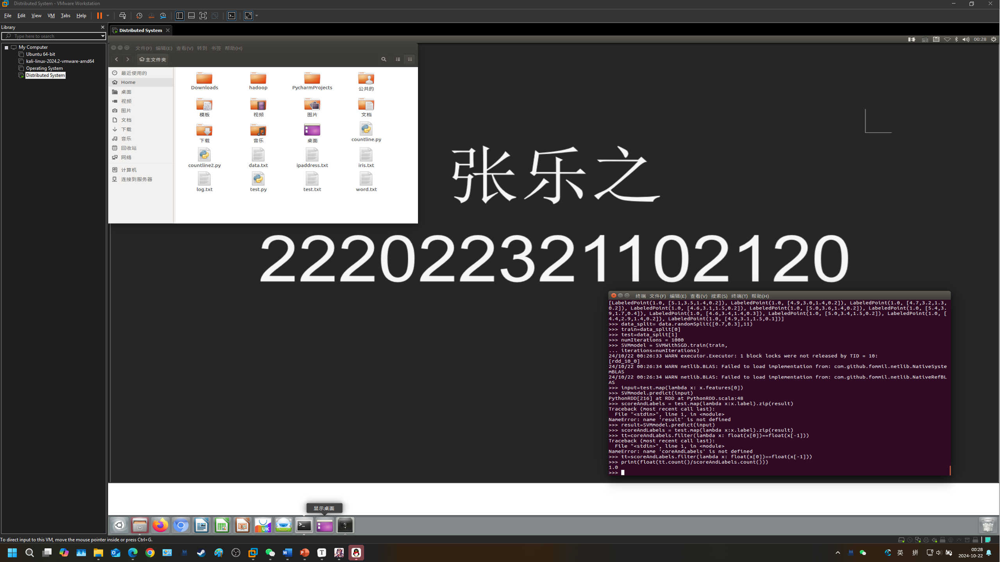 Distributed System - VMware Workstation
File Edit View VM Tabs Help
Library
Type here to search
My Computer
Ubuntu 64-bit
kali-linux-2024.2-vmware-amd64
Operating System
Distributed System
Distributed System
00:28
文件(F) 编辑(E) 查看(V) 转到 书签 帮助(H)
主文件夹
最近使用的
Home
桌面
视频
图片
文档
下载
音乐
回收站
网络
计算机
连接到服务器
Downloads hadoop PycharmProjects 公共的
模板 视频 图片 文档
下载 音乐 桌面 countline.py
countline2.py data.txt ipaddress.txt iris.txt
log.txt test.py test.txt word.txt
张乐之
222022321102120
终端 文件(F) 编辑(E) 查看(V) 搜索(S) 终端(T) 帮助(H)
[LabeledPoint(1.0, [5.1,3.5,1.4,0.2]), LabeledPoint(1.0, [4.9,3.0,1.4,0.2]), LabeledPoint(1.0, [4.7,3.2,1.3,
0.2]), LabeledPoint(1.0, [4.6,3.1,1.5,0.2]), LabeledPoint(1.0, [5.0,3.6,1.4,0.2]), LabeledPoint(1.0, [5.4,3.
9,1.7,0.4]), LabeledPoint(1.0, [4.6,3.4,1.4,0.3]), LabeledPoint(1.0, [5.0,3.4,1.5,0.2]), LabeledPoint(1.0, [
4.4,2.9,1.4,0.2]), LabeledPoint(1.0, [4.9,3.1,1.5,0.1])]
>>> data_split= data.randomSplit([0.7,0.3],11)
>>> train=data_split[0]
>>> test=data_split[1]
>>> numIterations = 1000
>>> SVMmodel = SVMWithSGD.train(train,
... iterations=numIterations)
24/10/22 00:26:33 WARN executor.Executor: 1 block locks were not released by TID = 10:
[rdd_10_0]
24/10/22 00:26:34 WARN netlib.BLAS: Failed to load implementation from: com.github.fommil.netlib.NativeSyste
mBLAS
24/10/22 00:26:34 WARN netlib.BLAS: Failed to load implementation from: com.github.fommil.netlib.NativeRefBL
AS
>>> input=test.map(lambda x: x.features[0])
>>> SVMmodel.predict(input)
PythonRDD[216] at RDD at PythonRDD.scala:48
>>> scoreAndLabels = test.map(lambda x:x.label).zip(result)
Traceback (most recent call last):
  File "<stdin>", line 1, in <module>
NameError: name 'result' is not defined
>>> result=SVMmodel.predict(input)
>>> scoreAndLabels = test.map(lambda x:x.label).zip(result)
>>> tt=coreAndLabels.filter(lambda x: float(x[0])==float(x[-1]))
Traceback (most recent call last):
  File "<stdin>", line 1, in <module>
NameError: name 'coreAndLabels' is not defined
>>> tt=scoreAndLabels.filter(lambda x: float(x[0])==float(x[-1]))
>>> print(float(tt.count()/scoreAndLabels.count()))
1.0
>>>
显示桌面
UK
To direct input to this VM, move the mouse pointer inside or press Ctrl+G.
英 拼
00:28
2024-10-22